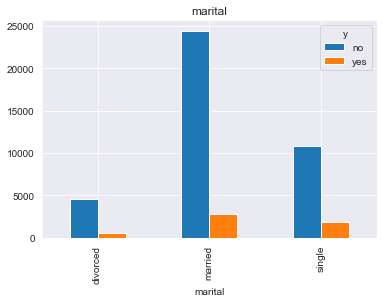 marital
y
no
yes
25000
20000
15000
10000
5000
0
divorced
married
single
marital